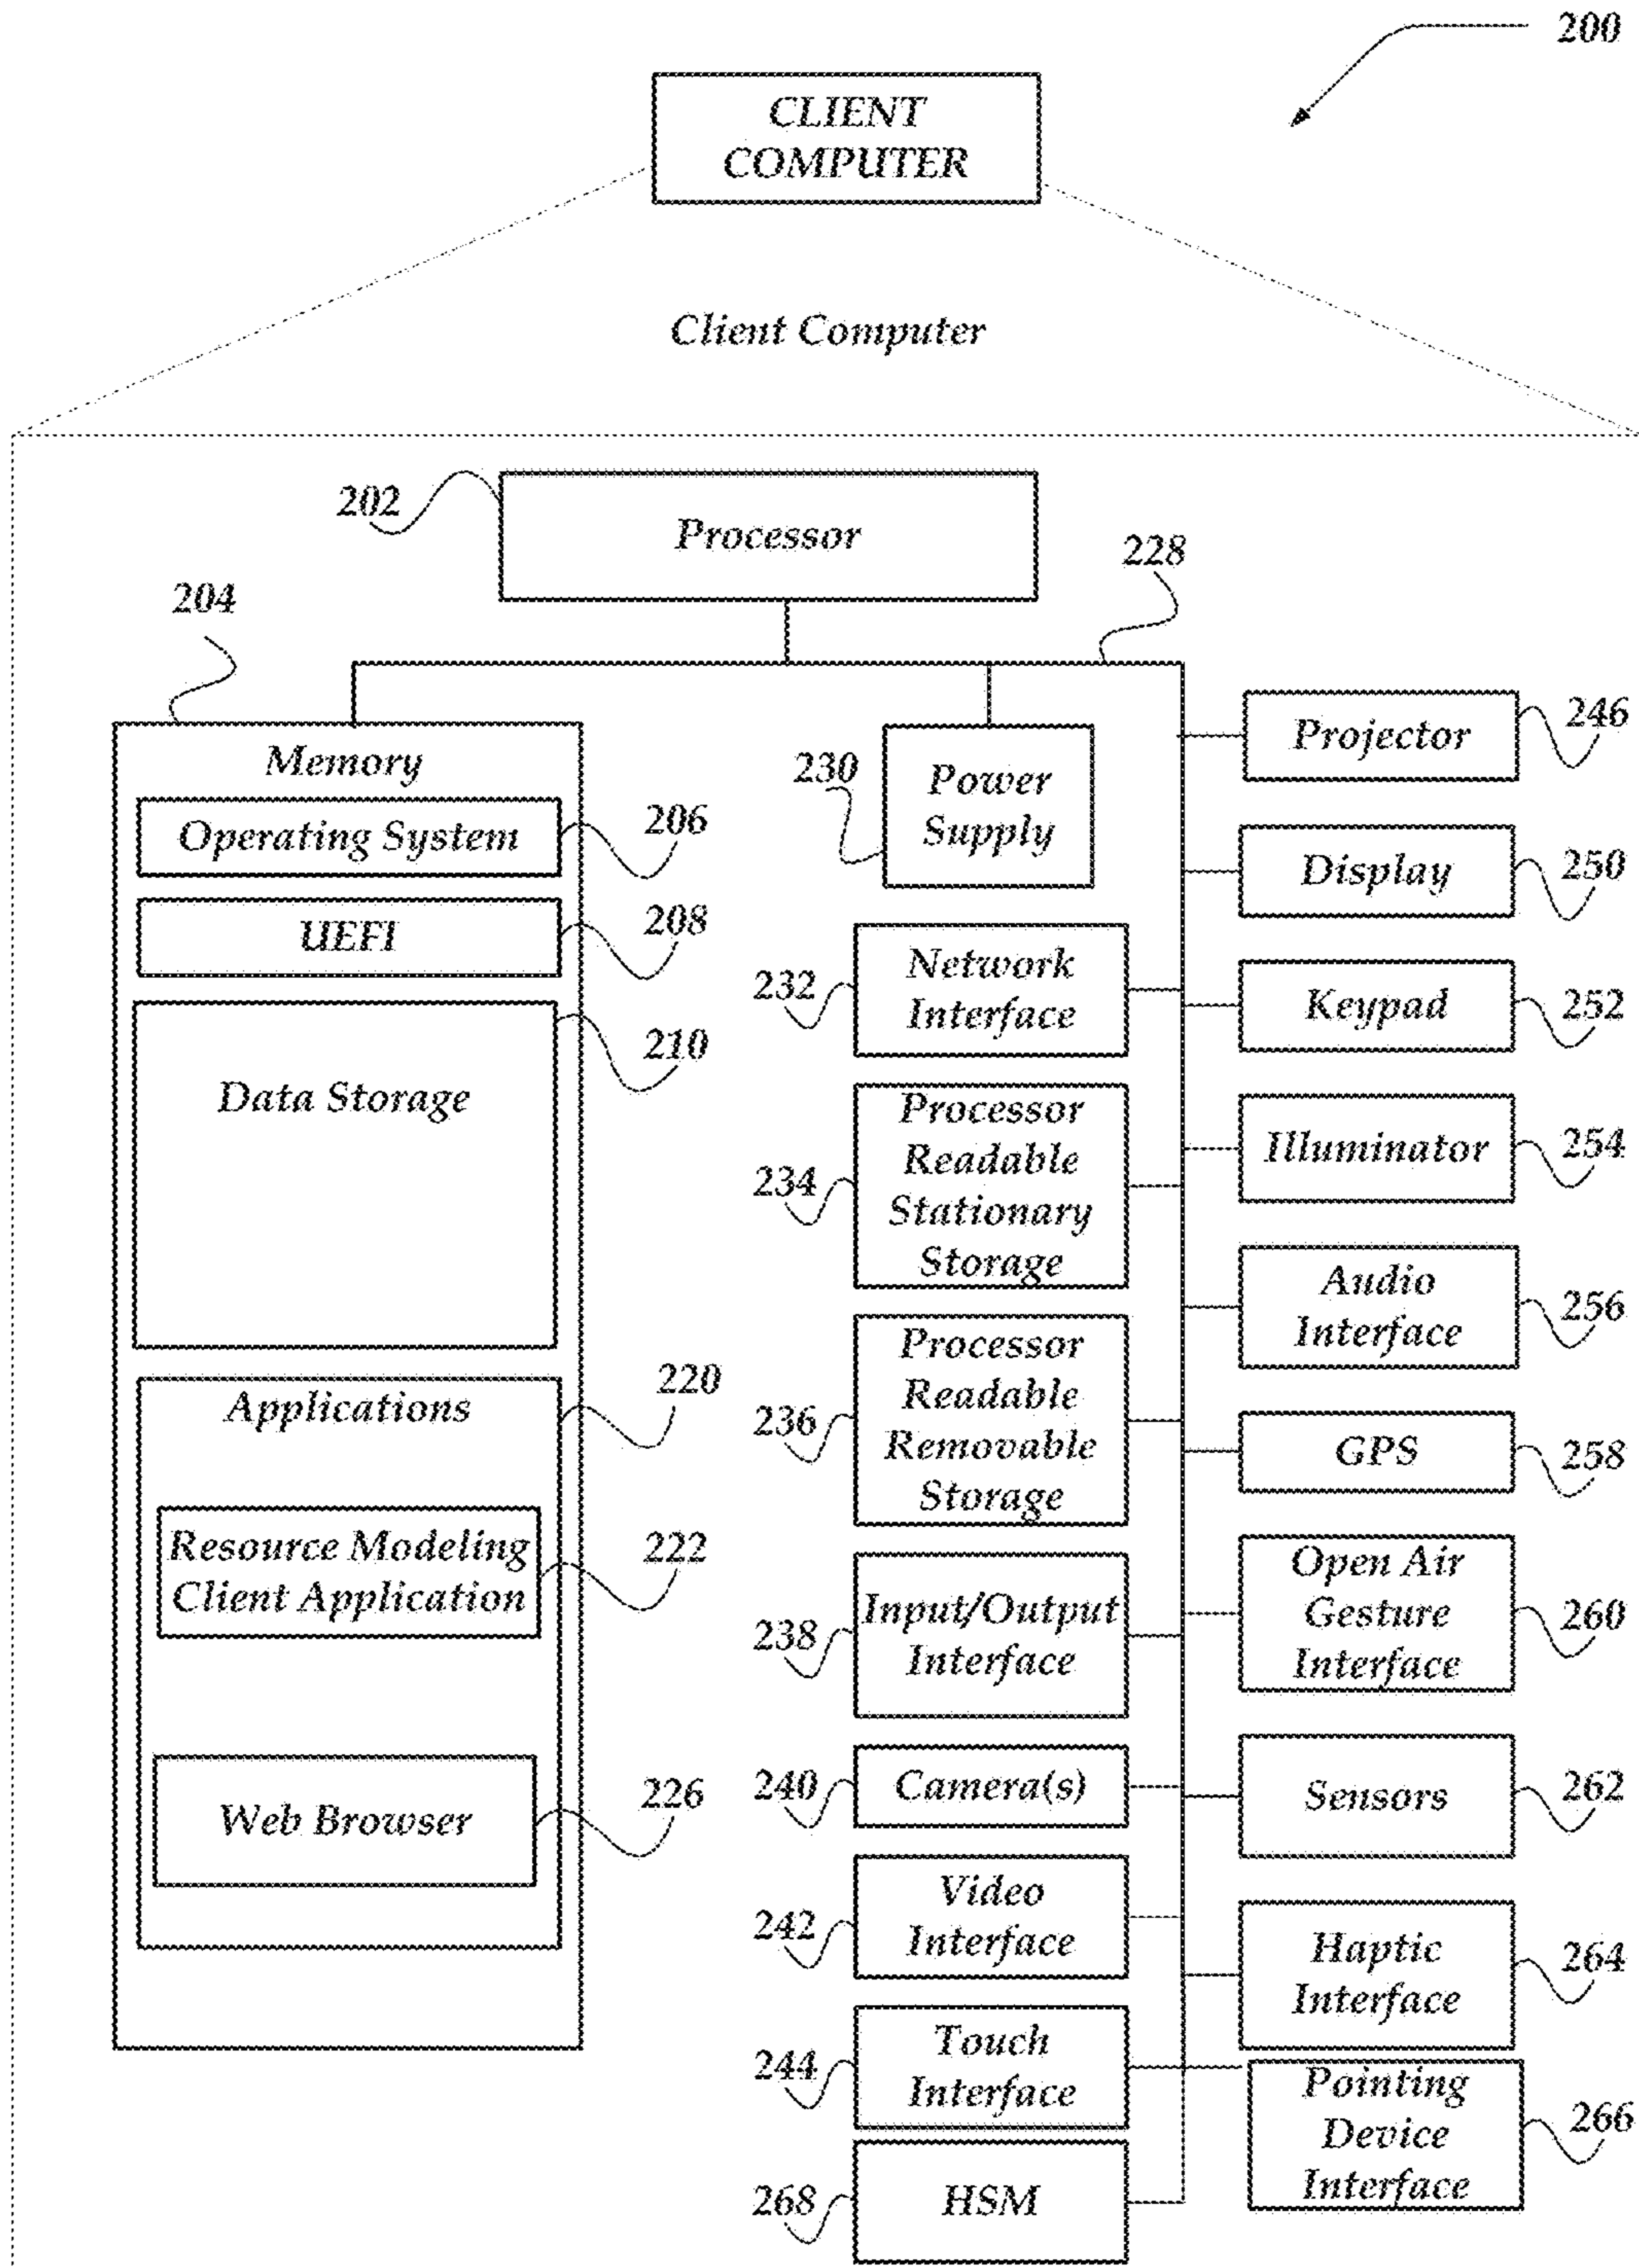 200
CLIENT
COMPUTER
Client Computer
202
Processor
228
204
Memory
Operating System
206
UEFI
208
Data Storage
210
Applications
220
Resource Modeling
Client Application
222
Web Browser
226
230
Power
Supply
232
Network
Interface
234
Processor
Readable
Stationary
Storage
236
Processor
Readable
Removable
Storage
238
Input/Output
Interface
240
Camera(s)
242
Video
Interface
244
Touch
Interface
268
HSM
Projector
246
Display
250
Keypad
252
Illuminator
254
Audio
Interface
256
GPS
258
Open Air
Gesture
Interface
260
Sensors
262
Haptic
Interface
264
Pointing
Device
Interface
266